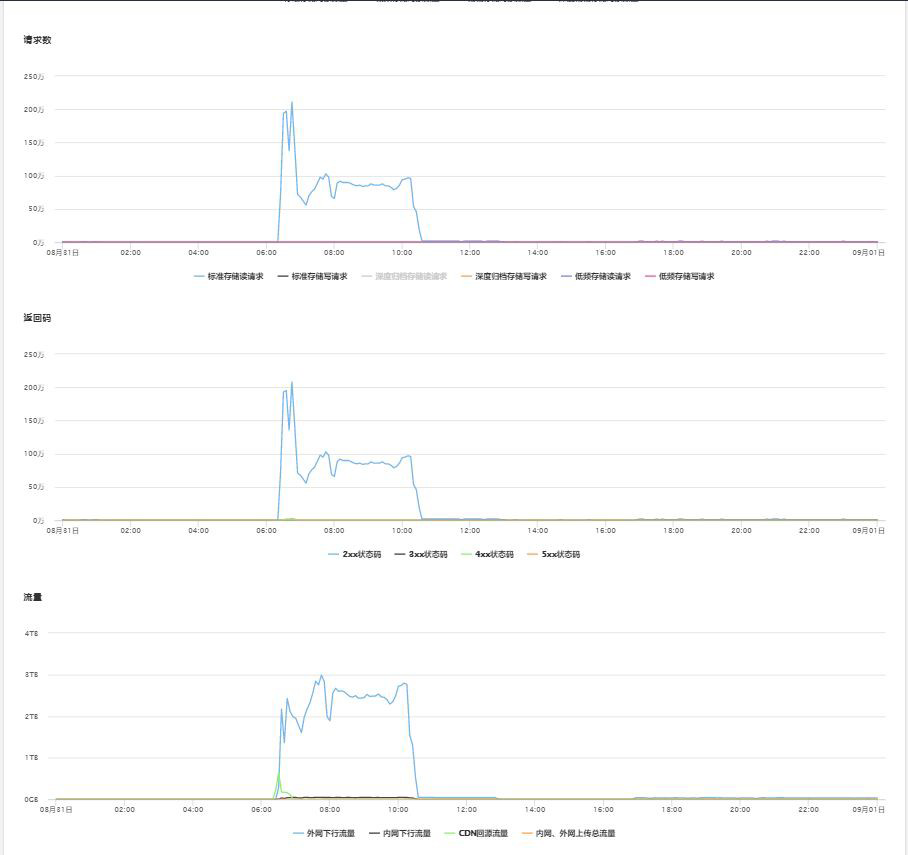 请求数
250万
200万
150万
100万
50万
0万
08月31日 02:00 04:00 06:00 08:00 10:00 12:00 14:00 16:00 18:00 20:00 22:00 09月01日
标准存储读请求 标准存储写请求 深度归档存储读请求 深度归档存储写请求 低频存储读请求 低频存储写请求
返回码
250万
200万
150万
100万
50万
0万
08月31日 02:00 04:00 06:00 08:00 10:00 12:00 14:00 16:00 18:00 20:00 22:00 09月01日
2xx状态码 3xx状态码 4xx状态码 5xx状态码
流量
4TB
3TB
2TB
1TB
0GB
08月31日 02:00 04:00 06:00 08:00 10:00 12:00 14:00 16:00 18:00 20:00 22:00 09月01日
外网下行流量 内网下行流量 CDN回源流量 内网、外网上传总流量